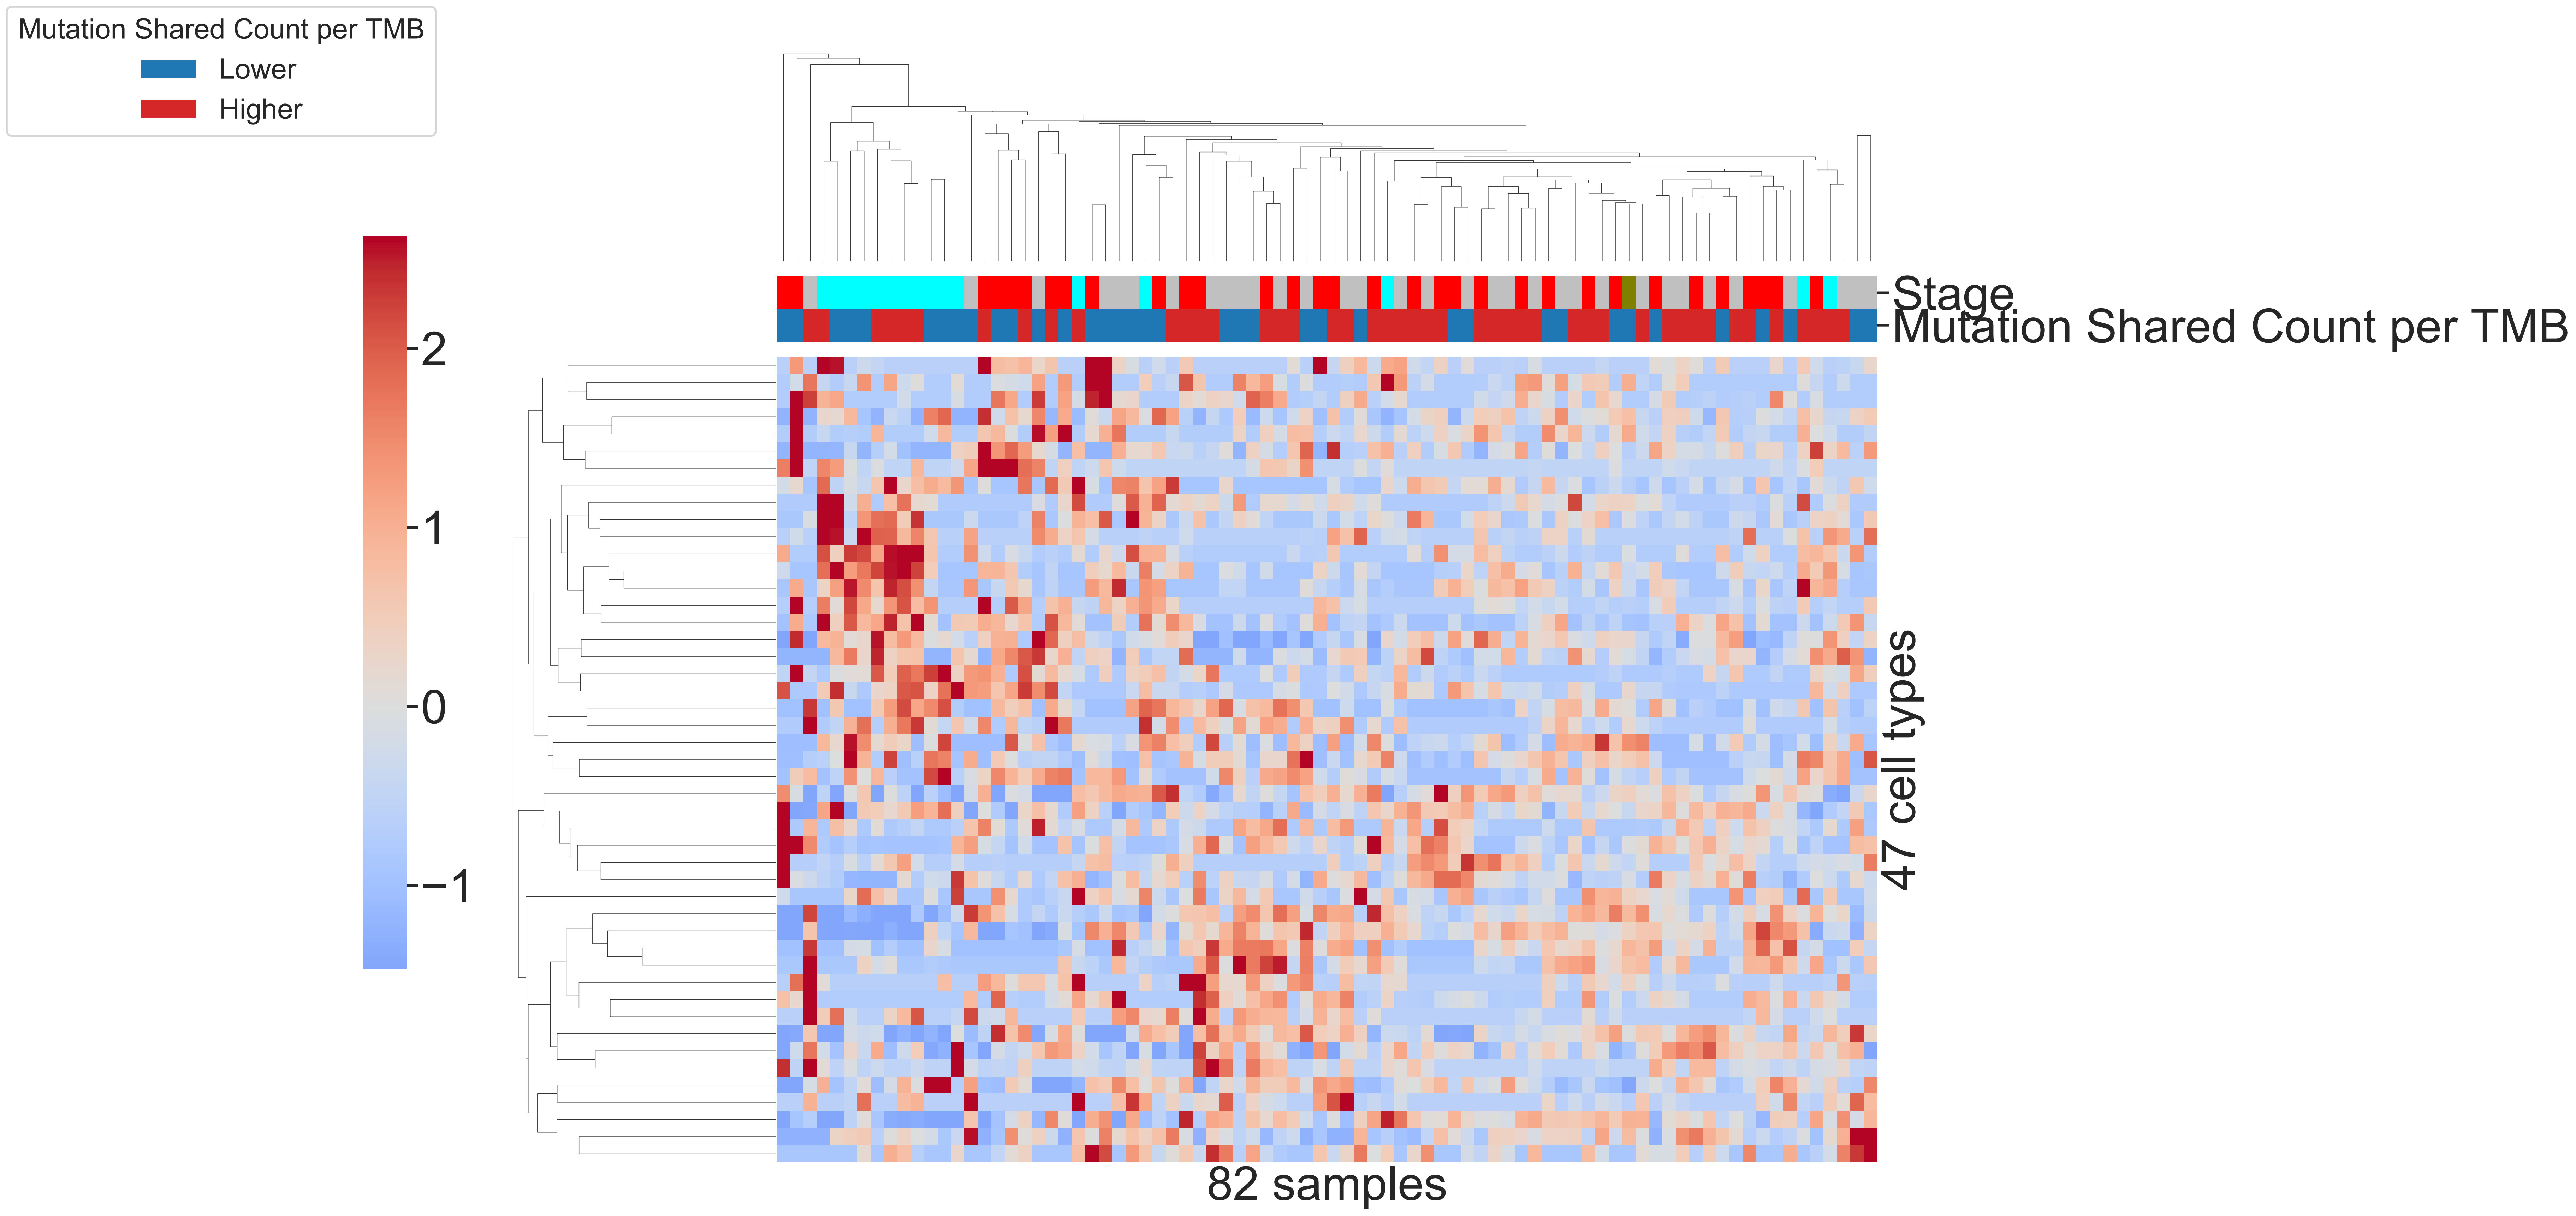 Mutation Shared Count per TMB
Lower
Higher
2
1
0
−1
Stage
Mutation Shared Count per TMB
47 cell types
82 samples